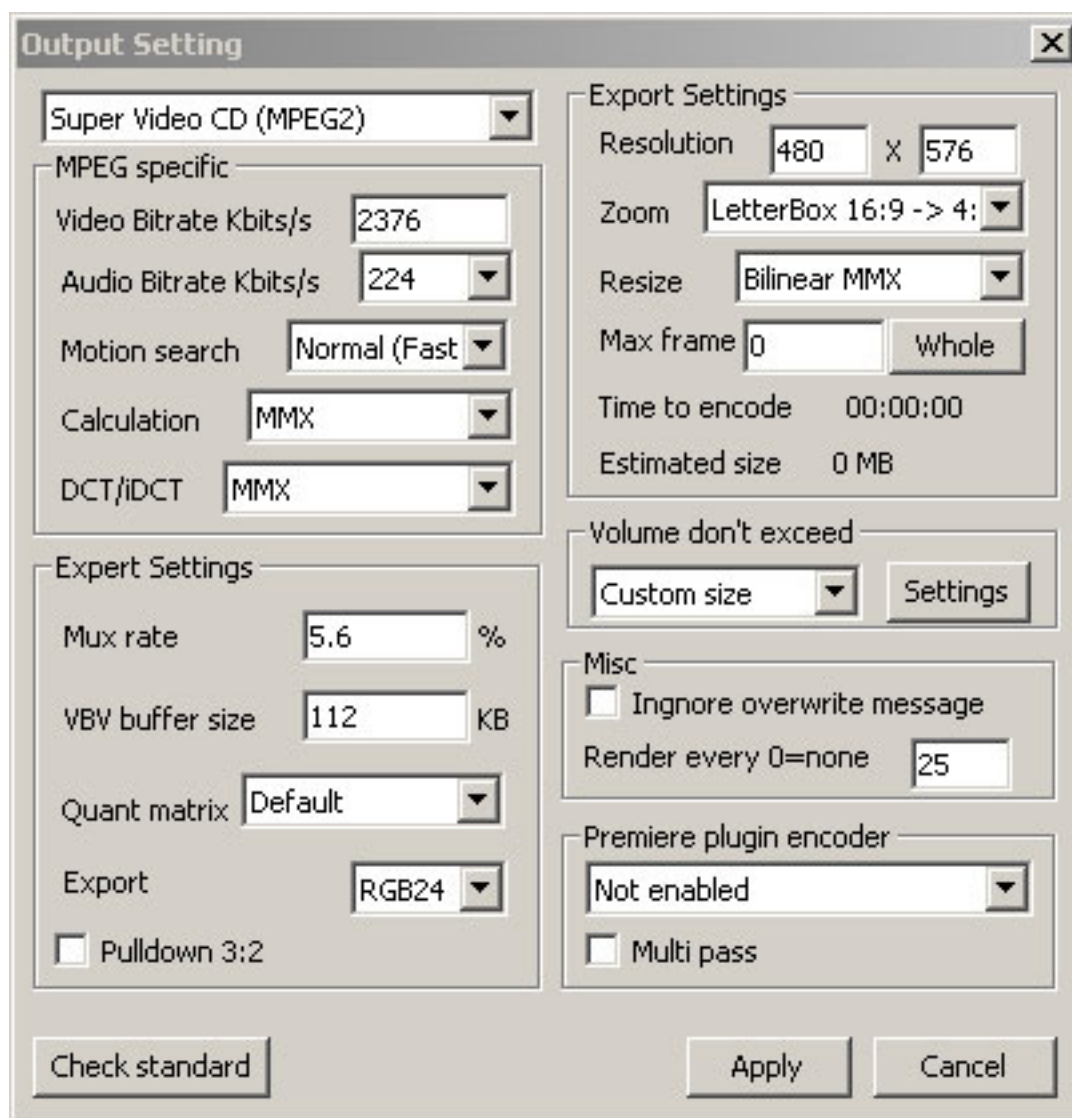 Output Setting
Super Video CD (MPEG2)
MPEG specific
Video Bitrate Kbits/s 2376
Audio Bitrate Kbits/s 224
Motion search Normal (Fast
Calculation MMX
DCT/iDCT MMX
Expert Settings
Mux rate 5.6 %
VBV buffer size 112 KB
Quant matrix Default
Export RGB24
Pulldown 3:2
Check standard
Export Settings
Resolution 480 X 576
Zoom LetterBox 16:9 -> 4:
Resize Bilinear MMX
Max frame 0 Whole
Time to encode 00:00:00
Estimated size 0 MB
Volume don't exceed
Custom size Settings
Misc
Ingnore overwrite message
Render every 0=none 25
Premiere plugin encoder
Not enabled
Multi pass
Apply Cancel